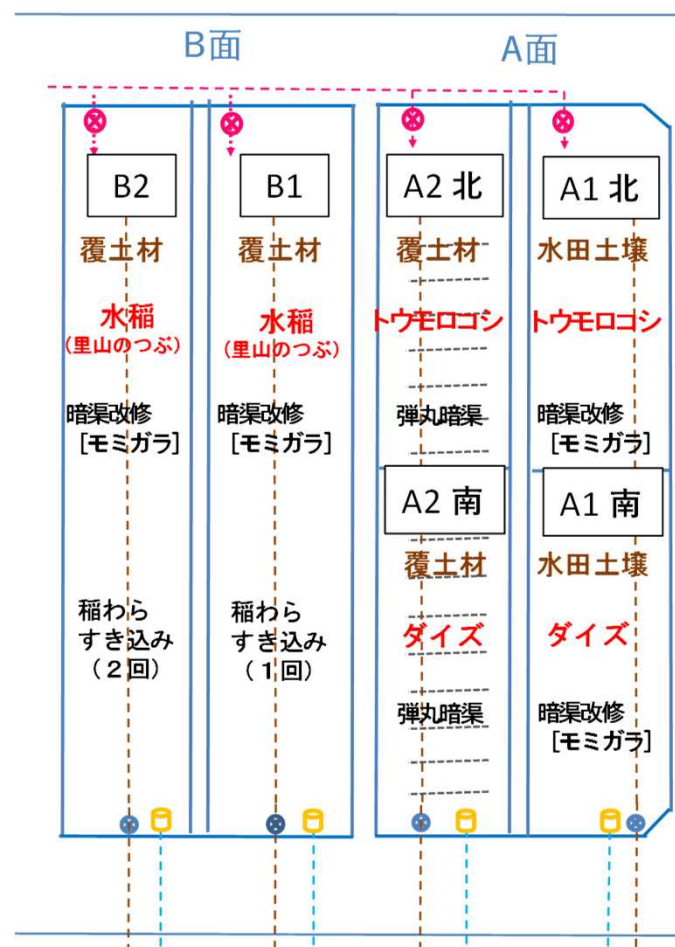 B面
A面
B2
B1
A2 北
A1 北
覆土材
覆土材
覆土材
水田土壌
水稲
(里山のつぶ)
水稲
(里山のつぶ)
トウモロコシ
トウモロコシ
暗渠改修
[モミガラ]
暗渠改修
[モミガラ]
弾丸暗渠
暗渠改修
[モミガラ]
A2 南
A1 南
覆土材
水田土壌
稲わら
すき込み
(２回)
稲わら
すき込み
(１回)
ダイズ
ダイズ
弾丸暗渠
暗渠改修
[モミガラ]